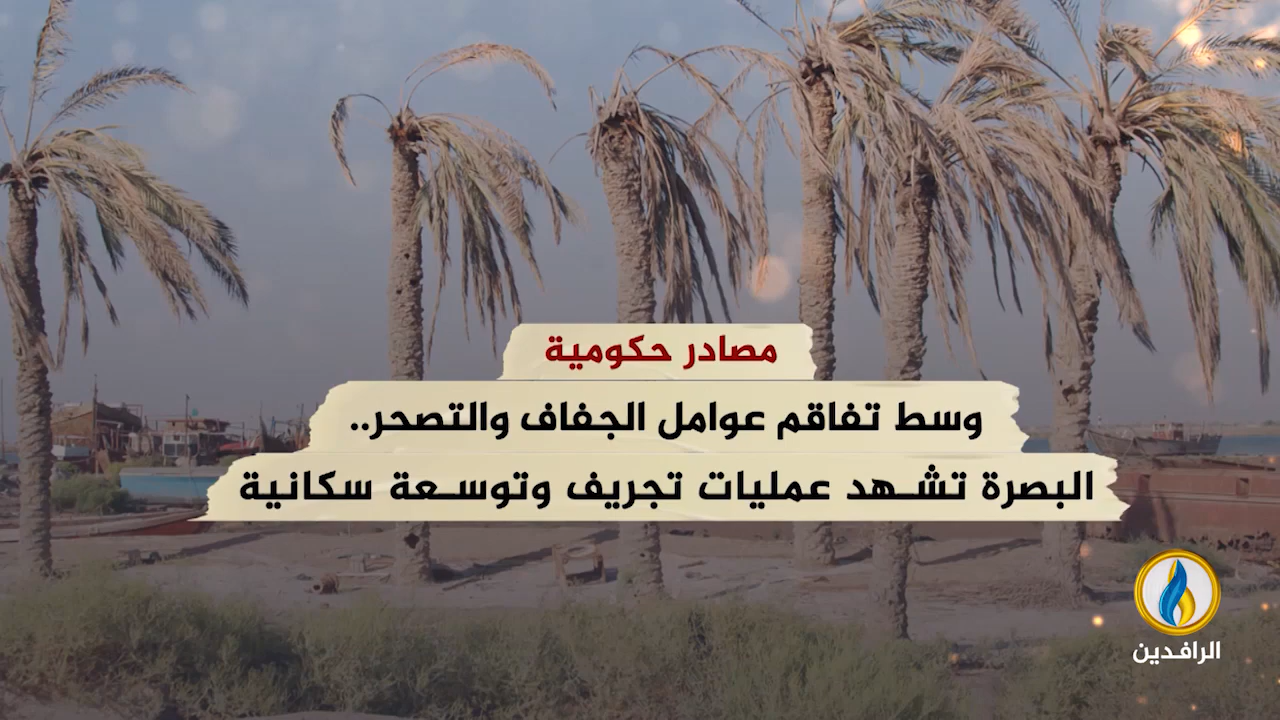 مصادر حكومية
وسط تفاقم عوامل الجفاف والتصحر..
البصرة تشهد عمليات تجريف وتوسعة سكانية
الرافدين